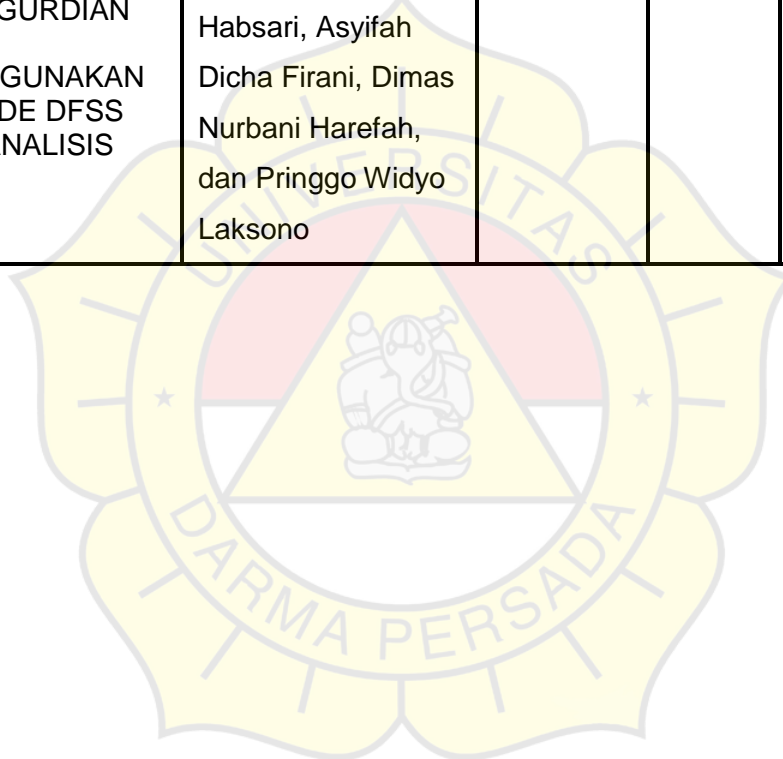 GURDIAN
GUNAKAN
DE DFSS
NALISIS
Habsari, Asyifah
Dicha Firani, Dimas
Nurbani Harefah,
dan Pringgo Widyo
Laksono
UNIVERSITAS
DARMA PERSADA